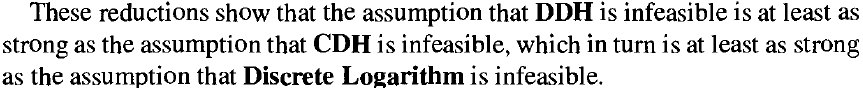 These reductions show that the assumption that DDH is infeasible is at least as
strong as the assumption that CDH is infeasible, which in turn is at least as strong
as the assumption that Discrete Logarithm is infeasible.